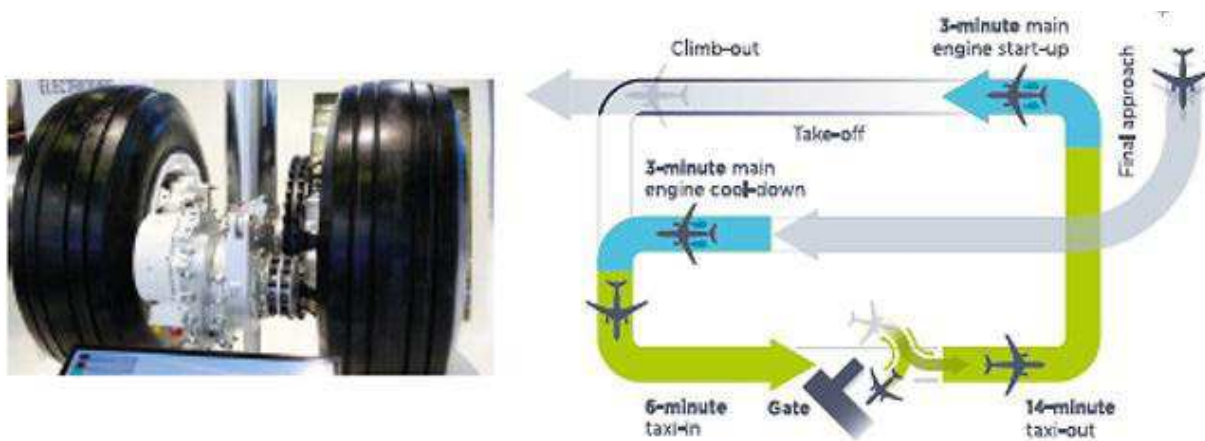 Climb-out
3-minute main
engine start-up
Final approach
Take-off
3-minute main
engine cool-down
6-minute
taxi-in
Gate
14-minute
taxi-out